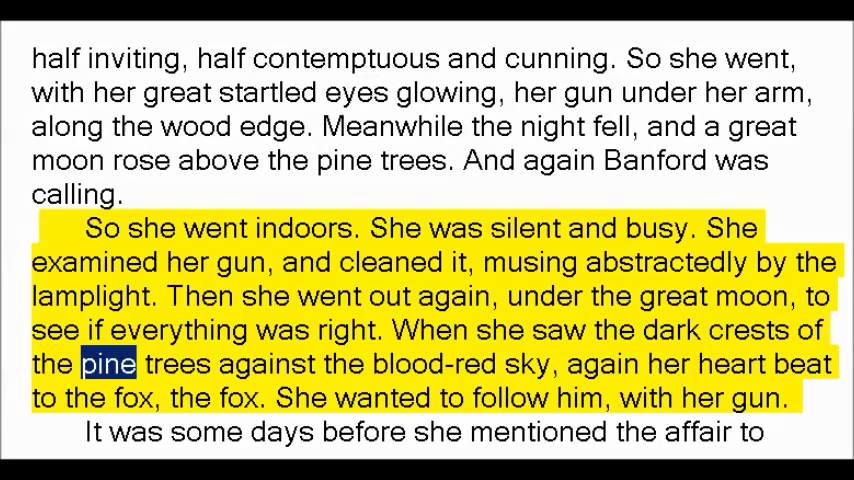 half inviting, half contemptuous and cunning. So she went,
with her great startled eyes glowing, her gun under her arm,
along the wood edge. Meanwhile the night fell, and a great
moon rose above the pine trees. And again Banford was
calling.
So she went indoors. She was silent and busy. She
examined her gun, and cleaned it, musing abstractedly by the
lamplight. Then she went out again, under the great moon, to
see if everything was right. When she saw the dark crests of
the pine trees against the blood-red sky, again her heart beat
to the fox, the fox. She wanted to follow him, with her gun.
It was some days before she mentioned the affair to